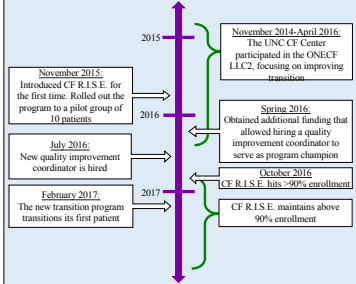 2015
November 2014-April 2016:
The UNC CF Center
participated in the ONECF
LLC2, focusing on improving
transition
November 2015:
Introduced CF R.I.S.E. for
the first time. Rolled out the
program to a pilot group of
10 patients
2016
Spring 2016:
Obtained additional funding that
allowed hiring a quality
improvement coordinator to
serve as program champion
July 2016:
New quality improvement
coordinator is hired
October 2016
CF R.I.S.E. hits >90% enrollment
2017
February 2017:
The new transition program
transitions its first patient
CF R.I.S.E. maintains above
90% enrollment